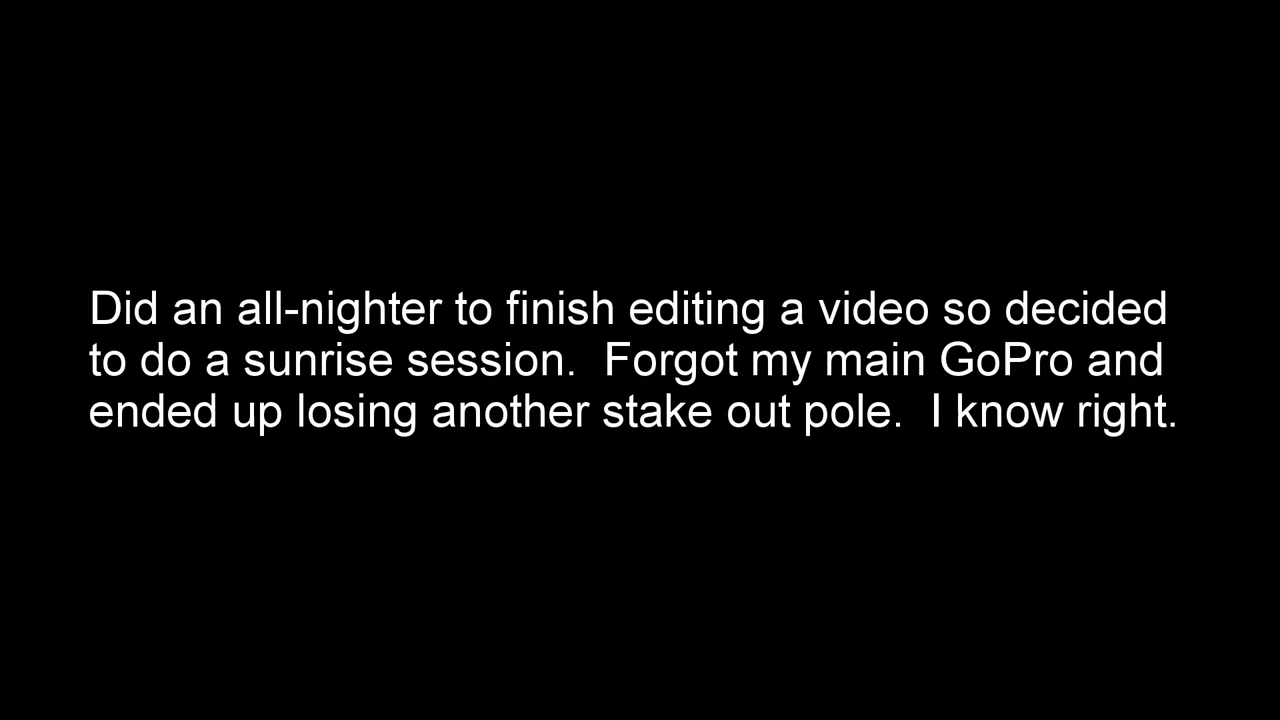 Did an all-nighter to finish editing a video so decided
to do a sunrise session.  Forgot my main GoPro and
ended up losing another stake out pole.  I know right.